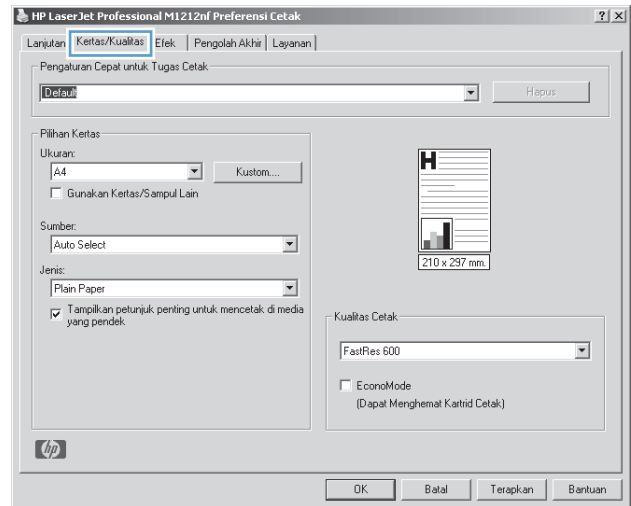 HP LaserJet Professional M1212nf Preferensi Cetak
Lanjutan Kertas/Kualitas Efek Pengolah Akhir Layanan
Pengaturan Cepat untuk Tugas Cetak
Default
Hapus
Pilihan Kertas
Ukuran:
A4
Kustom....
Gunakan Kertas/Sampul Lain
Sumber:
Auto Select
Jenis:
Plain Paper
Tampilkan petunjuk penting untuk mencetak di media
yang pendek
H
210 x 297 mm.
Kualitas Cetak
FastRes 600
EconoMode
(Dapat Menghemat Kartrid Cetak)
hp
OK Batal Terapkan Bantuan